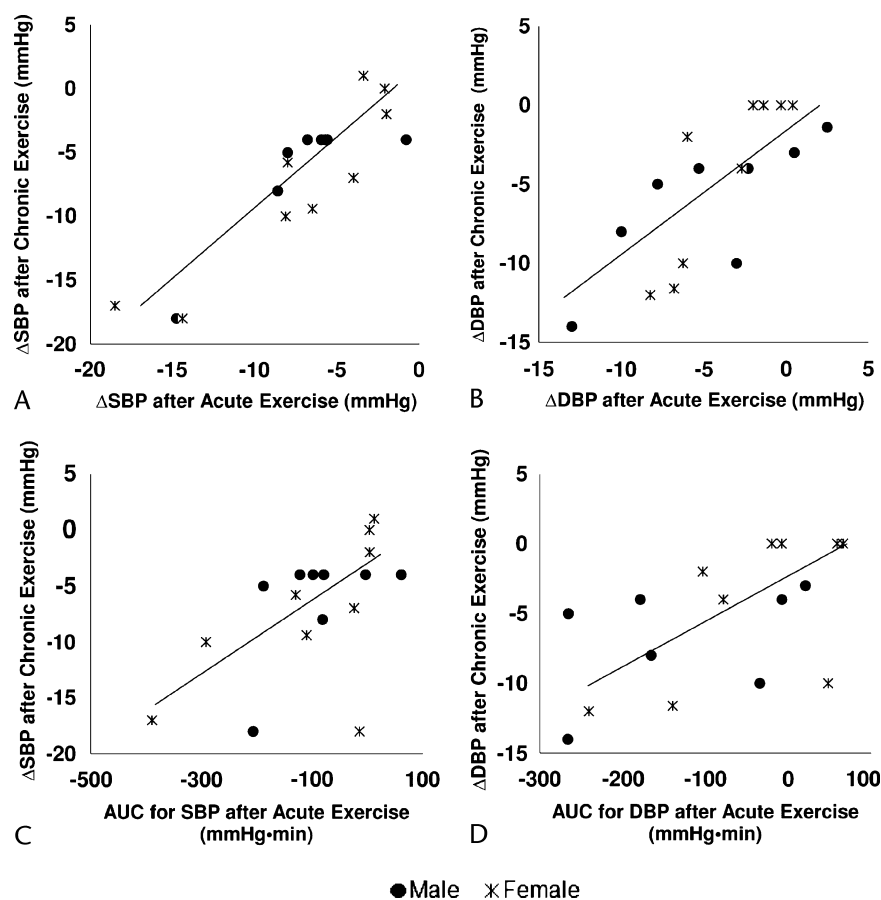 5
0
-5
-10
-15
-20
-20 -10 -5 0
ΔSBP after Chronic Exercise (mmHg)
ΔSBP after Acute Exercise (mmHg)
A
5
0
-5
-10
-15
-15 -10 -5 0 5
ΔDBP after Chronic Exercise (mmHg)
ΔDBP after Acute Exercise (mmHg)
B
5
0
-5
-10
-15
-20
-500 -300 -100 100
ΔSBP after Chronic Exercise (mmHg)
AUC for SBP after Acute Exercise
(mmHg•min)
C
5
0
-5
-10
-15
-300 -200 -100 0 100
ΔDBP after Chronic Exercise (mmHg)
AUC for DBP after Acute Exercise
(mmHg•min)
D
Male Female